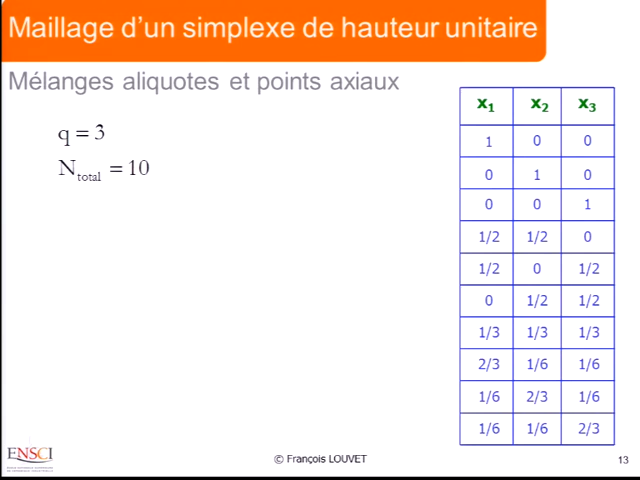 Maillage d'un simplexe de hauteur unitaire
Mélanges aliquotes et points axiaux
q = 3
N total = 10
x1 x2 x3
1 0 0
0 1 0
0 0 1
1/2 1/2 0
1/2 0 1/2
0 1/2 1/2
1/3 1/3 1/3
2/3 1/6 1/6
1/6 2/3 1/6
1/6 1/6 2/3
ENSCI
© François LOUVET
13